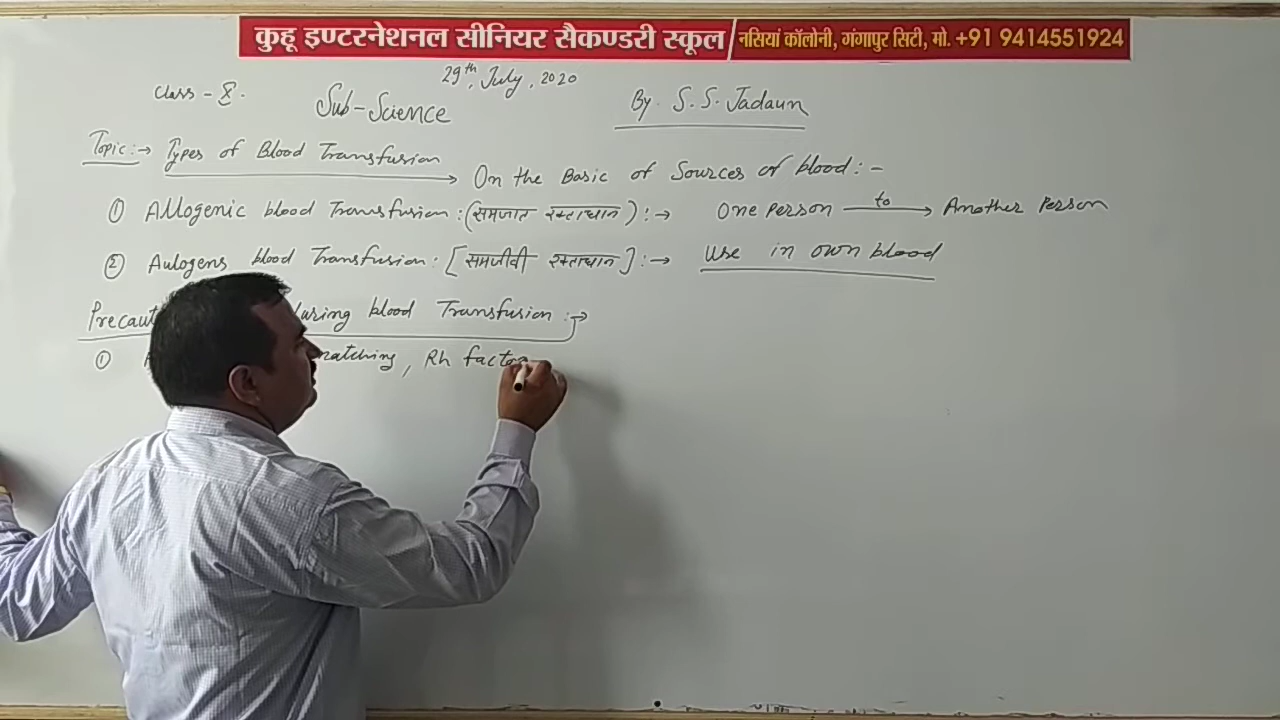 कुहू इण्टरनेशनल सीनियर सैकण्डरी स्कूल/नसियां कॉलोनी, गंगापुर सिटी, मो. +91 9414551924
29th, July, 2020
Class - X.
Sub-Science
By. S. S. Jadaun
Topic:→ Types of Blood Transfusion → On the Basic of Sources of blood:-
① Allogenic blood Transfusion:(समजात रक्ताधान):→ One Person to → Another Person
② Aulogens blood Transfusion:[समजीवी रक्ताधान]:→ Use in own blood
during blood Transfusion:→
① matching, Rh factor